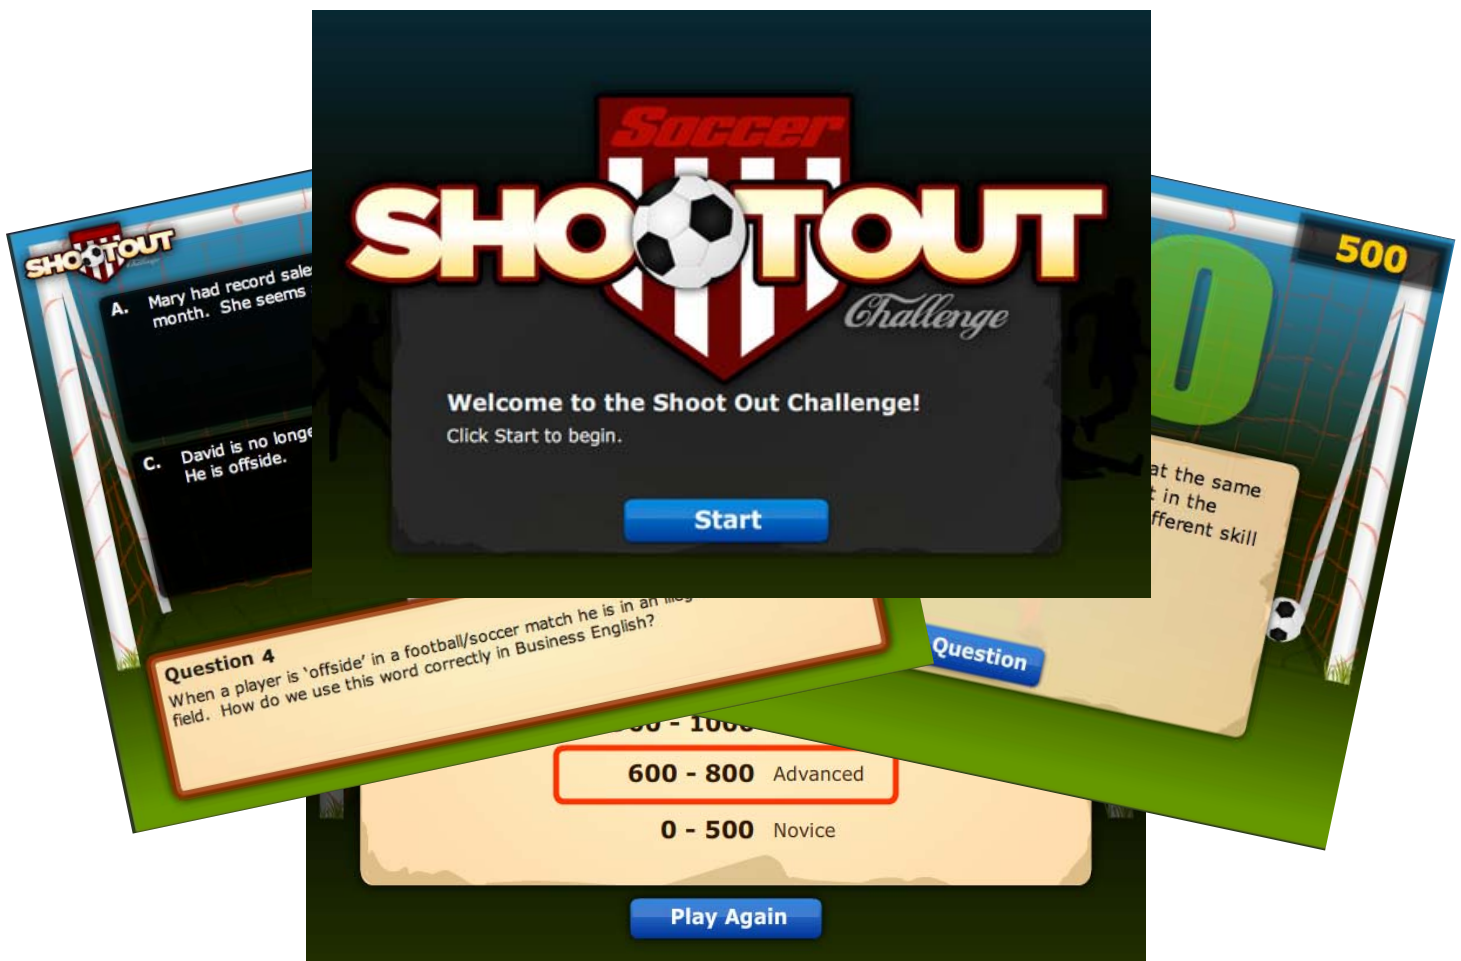 Soccer
SHOOTOUT
Challenge
Welcome to the Shoot Out Challenge!
Click Start to begin.
Start
SHOOTOUT
Challenge
A. Mary had record sale
month. She seems
C. David is no longe
He is offside.
Question 4
When a player is ‘offside’ in a football/soccer match he is in an
field. How do we use this word correctly in Business English?
500
0
at the same
t in the
fferent skill
Question
- 1000
600 - 800 Advanced
0 - 500 Novice
Play Again